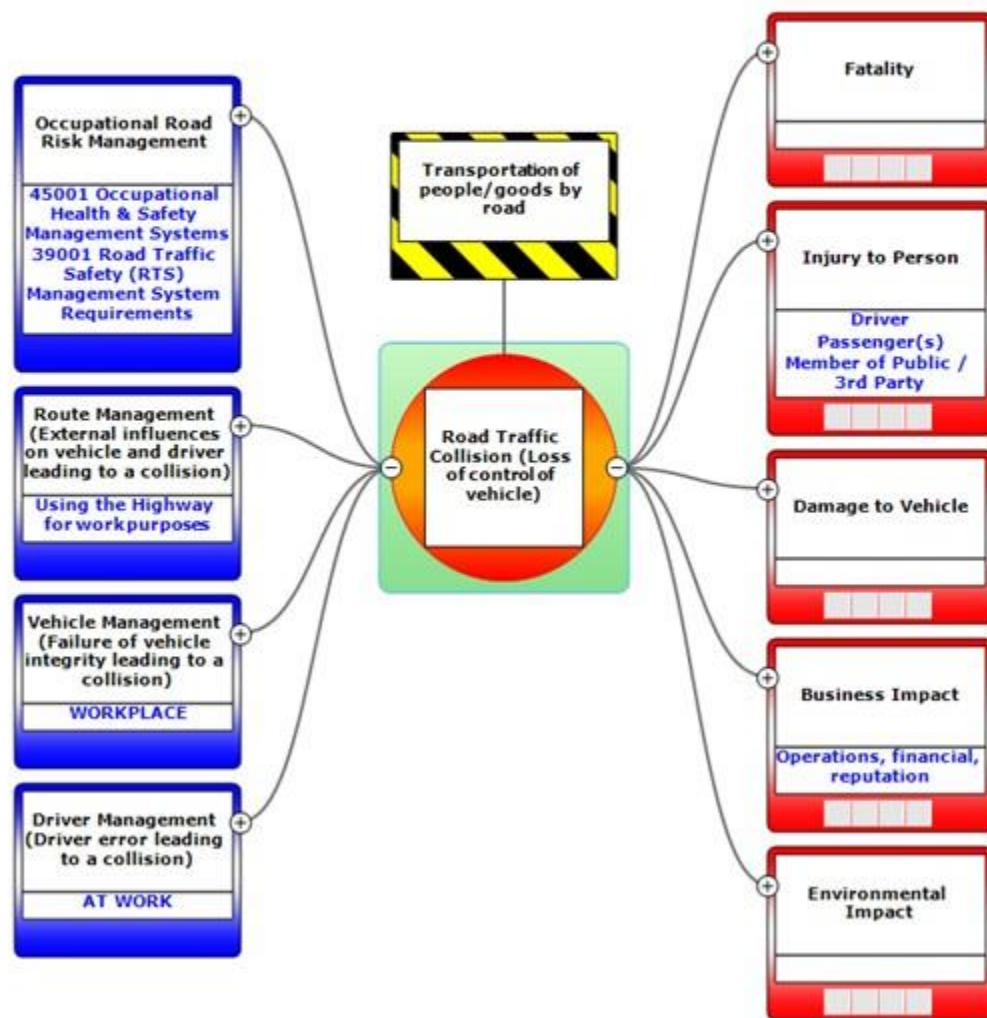 Occupational Road
Risk Management
45001 Occupational
Health & Safety
Management Systems
39001 Road Traffic
Safety (RTS)
Management System
Requirements
Route Management
(External influences
on vehicle and driver
leading to a collision)
Using the Highway
for work purposes
Vehicle Management
(Failure of vehicle
integrity leading to a
collision)
WORKPLACE
Driver Management
(Driver error leading
to a collision)
AT WORK
Transportation of
people/goods by
road
Road Traffic
Collision (Loss
of control of
vehicle)
Fatality
Injury to Person
Driver
Passenger(s)
Member of Public /
3rd Party
Damage to Vehicle
Business Impact
Operations, financial,
reputation
Environmental
Impact